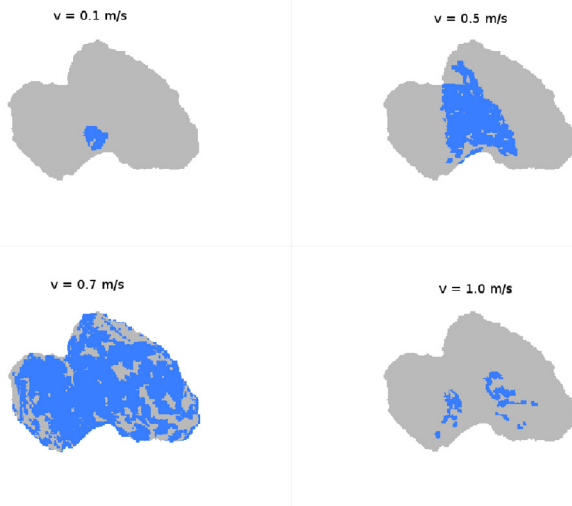 v = 0.1 m/s
v = 0.5 m/s
v = 0.7 m/s
v = 1.0 m/s